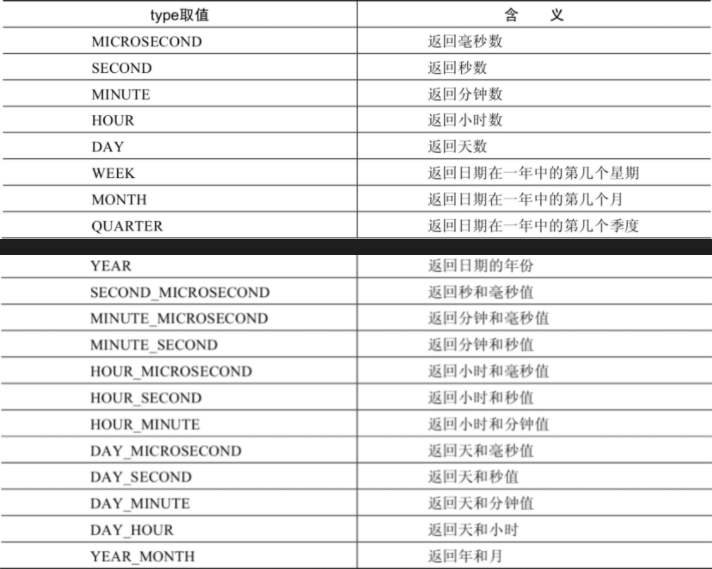 type取值 含 义
MICROSECOND 返回毫秒数
SECOND 返回秒数
MINUTE 返回分钟数
HOUR 返回小时数
DAY 返回天数
WEEK 返回日期在一年中的第几个星期
MONTH 返回日期在一年中的第几个月
QUARTER 返回日期在一年中的第几个季度
YEAR 返回日期的年份
SECOND_MICROSECOND 返回秒和毫秒值
MINUTE_MICROSECOND 返回分钟和毫秒值
MINUTE_SECOND 返回分钟和秒值
HOUR_MICROSECOND 返回小时和毫秒值
HOUR_SECOND 返回小时和秒值
HOUR_MINUTE 返回小时和分钟值
DAY_MICROSECOND 返回天和毫秒值
DAY_SECOND 返回天和秒值
DAY_MINUTE 返回天和分钟值
DAY_HOUR 返回天和小时
YEAR_MONTH 返回年和月